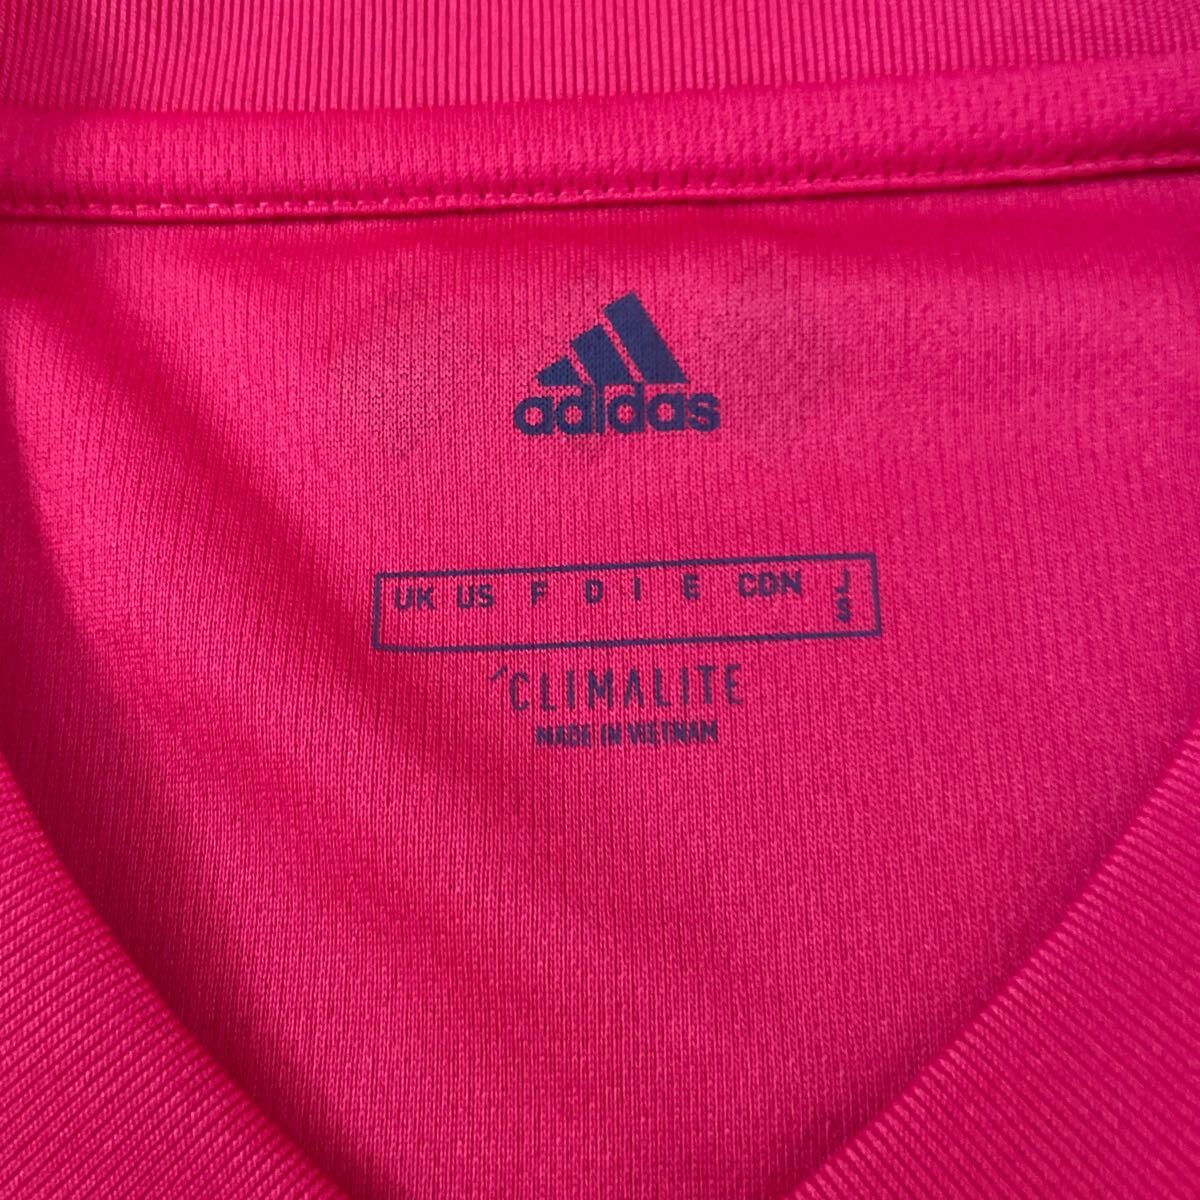 adidas
UK US F D I E CDN J
S
CLIMALITE
MADE IN VIETNAM